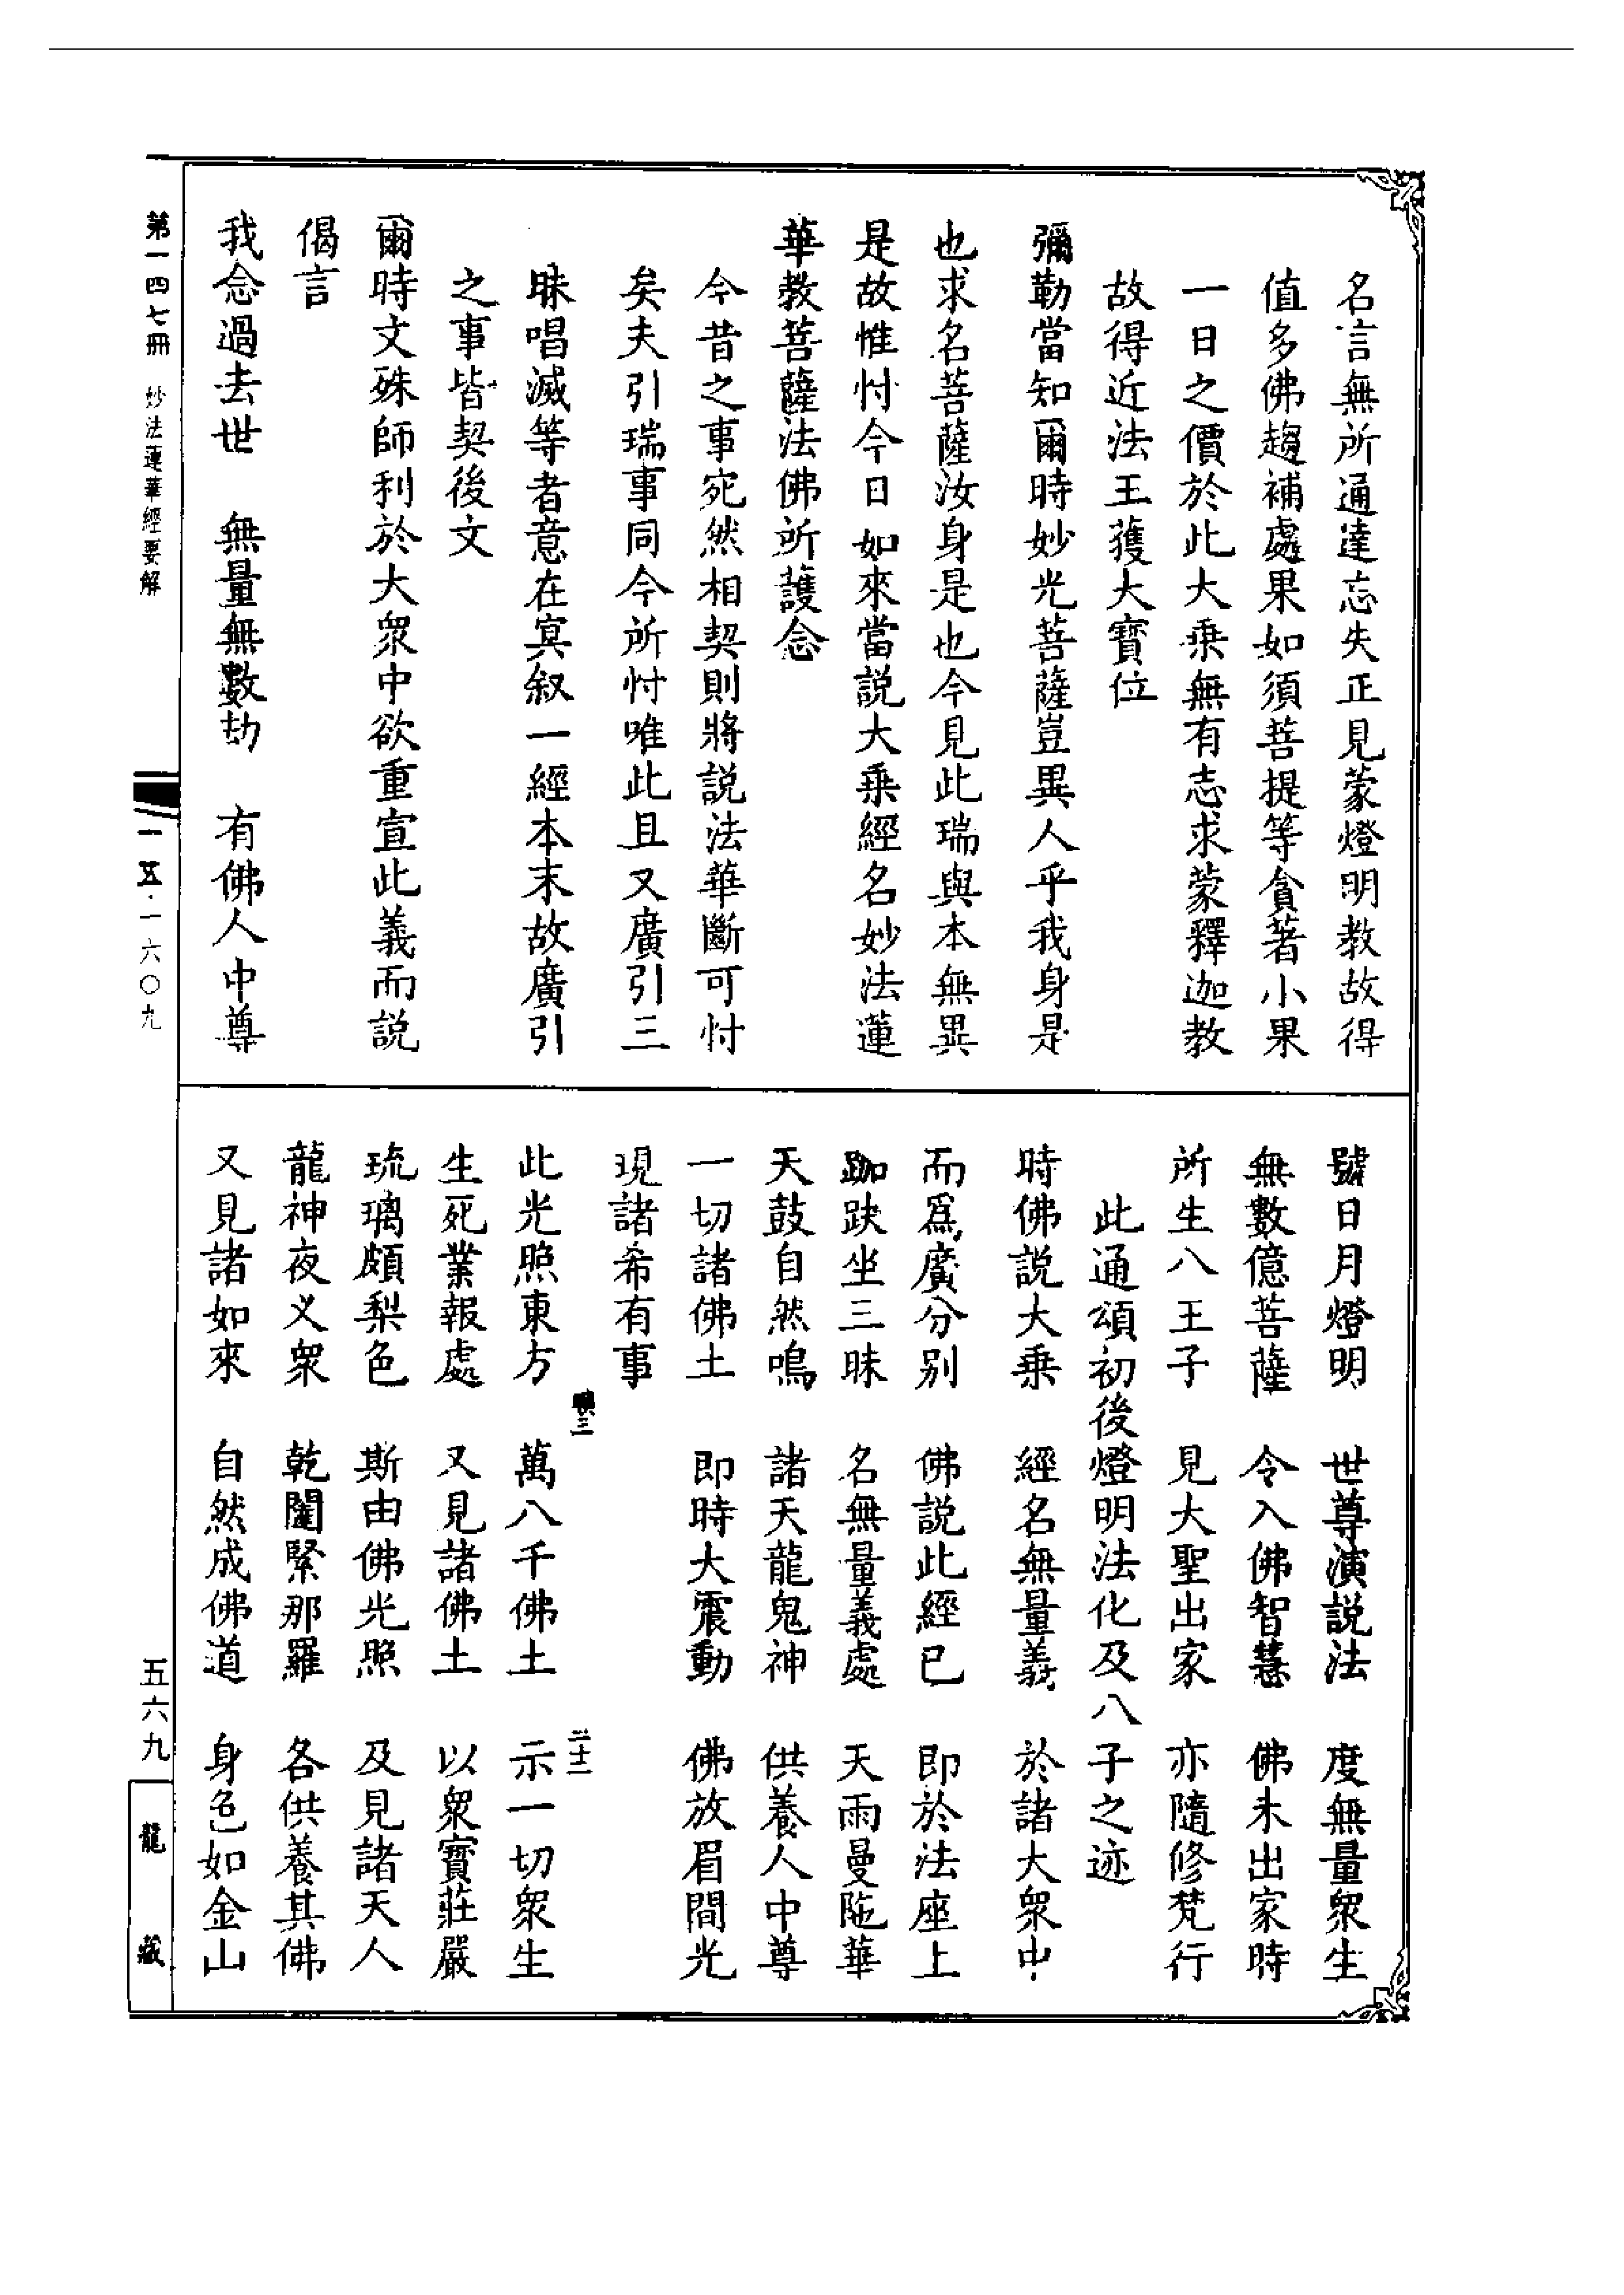 名言無所通達忘失正見蒙燈明教故得
值多佛趨補處果如須菩提等貪著小果
一日之價於此大乗無有志求蒙釋迦教
故得近法王獲大寶位
彌勒當知爾時妙光菩薩豈異人乎我身是
也求名菩薩汝身是也今見此瑞與本無異
是故惟忖今日如來當説大乗經名妙法蓮
華教菩薩法佛所護念
今昔之事宛然相契則將説法華斷可忖
矣夫引瑞事同今所忖唯此且又廣引三
昧唱滅等者意在冥叙一經本末故廣引
之事皆契後文
爾時文殊師利於大衆中欲重宣此義而説
偈言
我念過去世　無量無數劫　有佛人中尊
號日月燈明　世尊演説法　度無量衆生
無數億菩薩　令入佛智慧　佛未出家時
所生八王子　見大聖出家　亦隨修梵行
此通頌初後燈明法化及八子之迹
時佛説大乗　經名無量義　於諸大衆中
而爲廣分别　佛説此經已　即於法座上
跏趺坐三昧　名無量義處　天雨曼陁華
天鼓自然鳴　諸天龍鬼神　供養人中尊
一切諸佛土　即時大震動　佛放眉間光
現諸希有事
三　二十二
此光照東方　萬八千佛土　示一切衆生
生死業報處　又見諸佛土　以衆寶莊嚴
琉璃頗梨色　斯由佛光照　及見諸天人
龍神夜义衆　乾闥緊那羅　各供養其佛
又見諸如來　自然成佛道　身色如金山
第一四七冊　妙法蓮華經要解
一五·一六〇九
五六九
龍藏